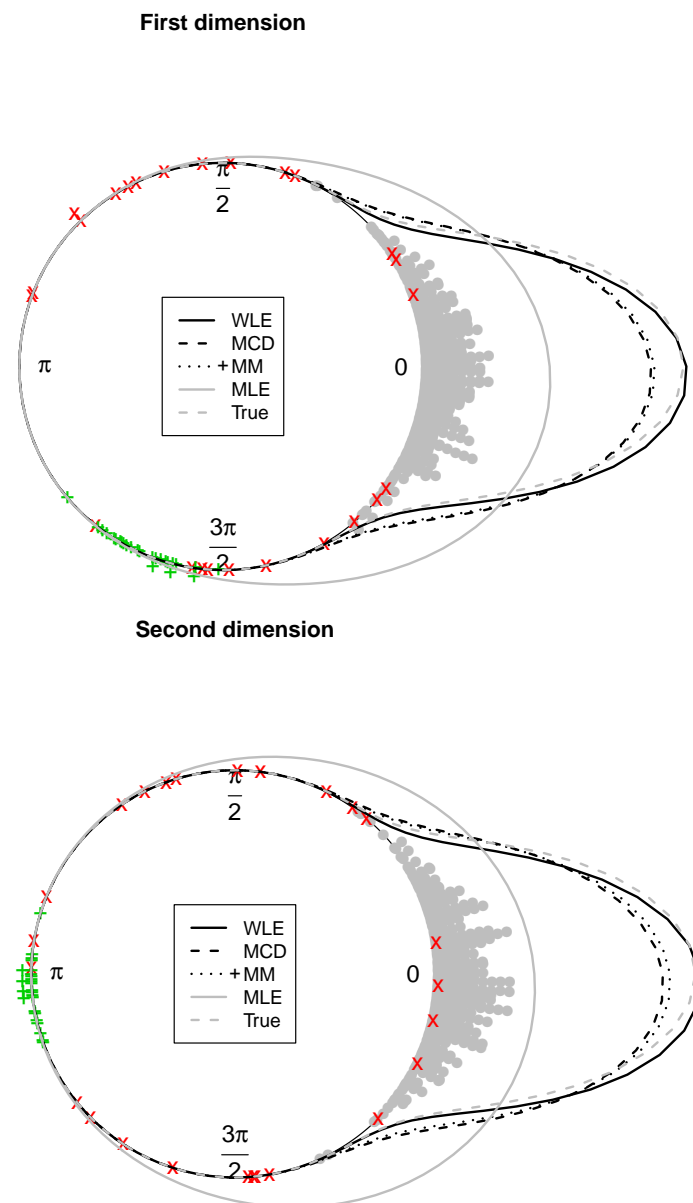 First dimension
π
2
WLE
MCD
+MM
MLE
True
π
0
3π
2
Second dimension
π
2
WLE
MCD
+MM
MLE
True
π
0
3π
2